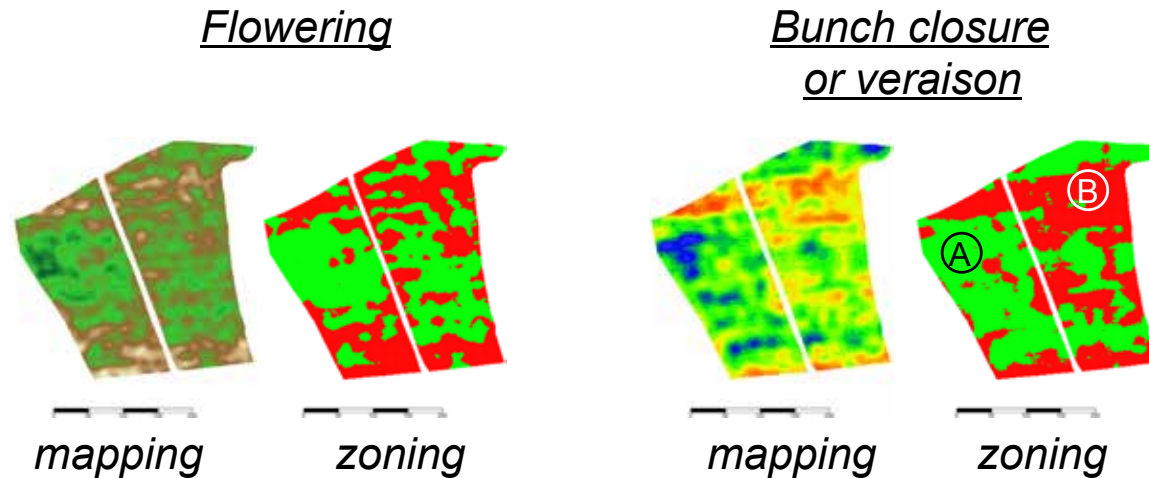 Flowering
Bunch closure
or veraison
A
B
mapping
zoning
mapping
zoning